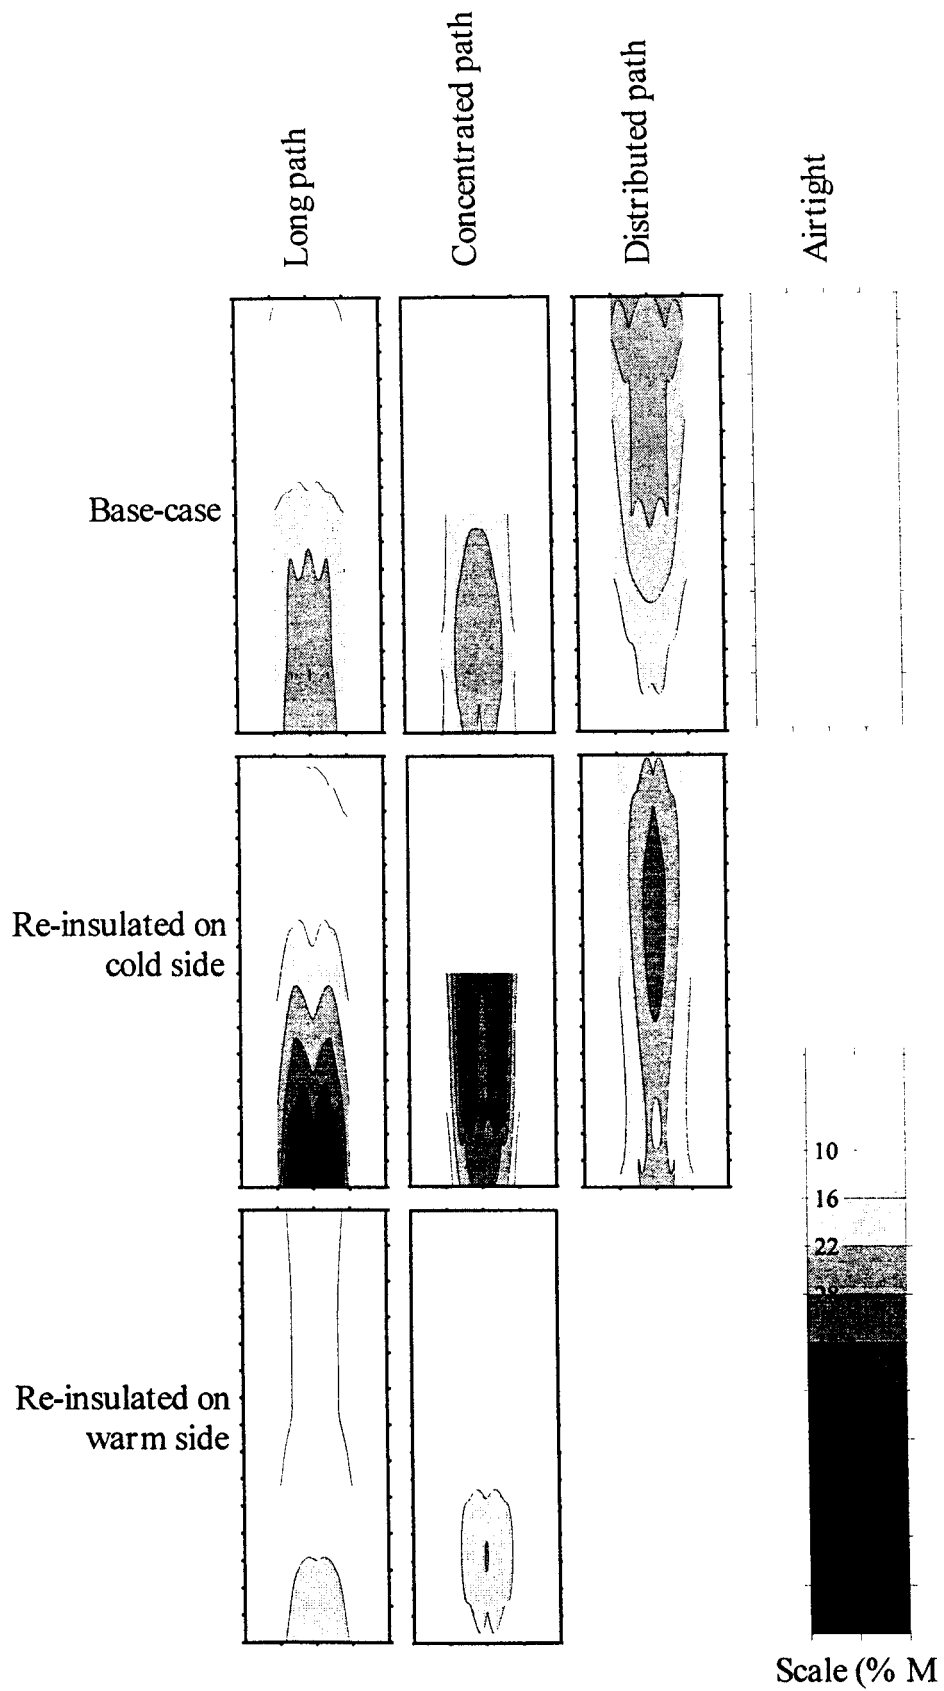 Long path
Concentrated path
Distributed path
Airtight
Base-case
Re-insulated on
cold side
Re-insulated on
warm side
10
16
22
28
Scale (% M